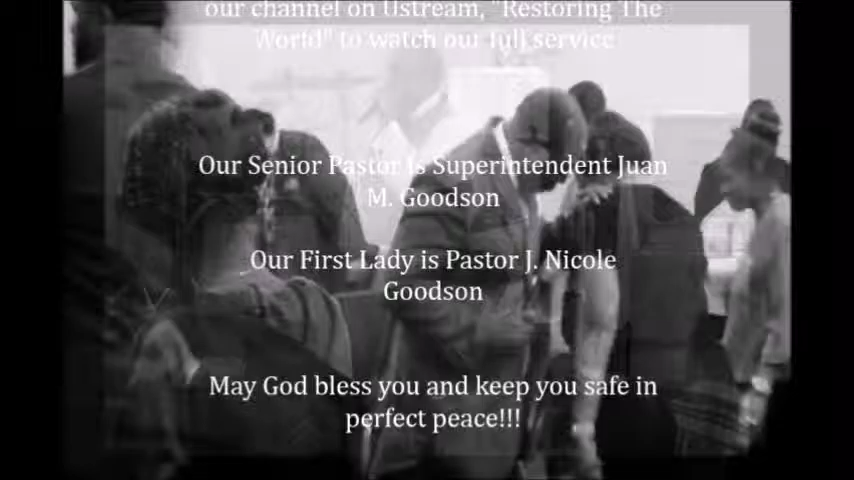 our channel on Ustream, "Restoring The
World" to watch our full service
Our Senior Pastor is Superintendent Juan
M. Goodson
Our First Lady is Pastor J. Nicole
Goodson
May God bless you and keep you safe in
perfect peace!!!